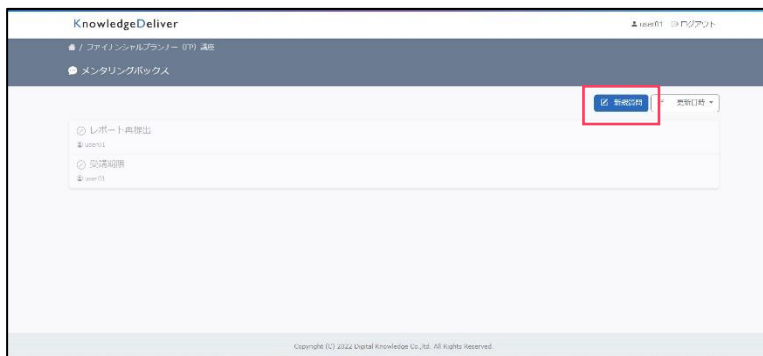 KnowledgeDeliver
user01 ログアウト
/ ファイナンシャルプランナー (FP) 講座
メンタリングボックス
新規質問 更新日時
レポート再提出
user01
受講期限
user01
Copyright (C) 2022 Digital Knowledge Co.,ltd. All Rights Reserved.